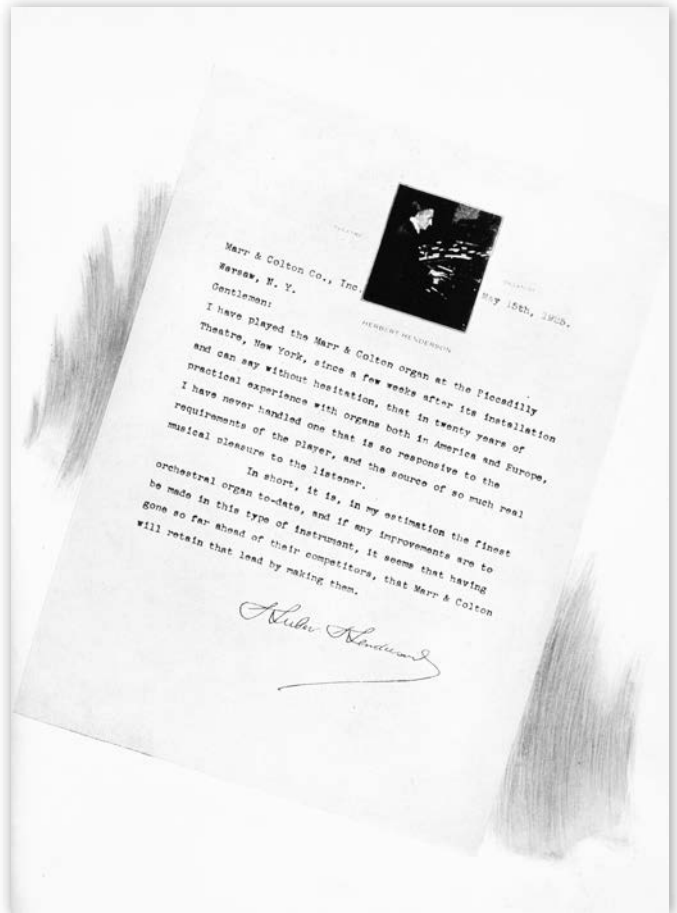 Marr & Colton Co., Inc.
Warsaw, N. Y.
May 15th, 1925.
HERBERT HENDERSON
Gentlemen:
I have played the Marr & Colton organ at the Piccadilly
Theatre, New York, since a few weeks after its installation
and can say without hesitation, that in twenty years of
practical experience with organs both in America and Europe,
I have never handled one that is so responsive to the
requirements of the player, and the source of so much real
musical pleasure to the listener.
In short, it is, in my estimation the finest
orchestral organ to-date, and if any improvements are to
be made in this type of instrument, it seems that having
gone so far ahead of their competitors, that Marr & Colton
will retain that lead by making them.
Herbert Henderson